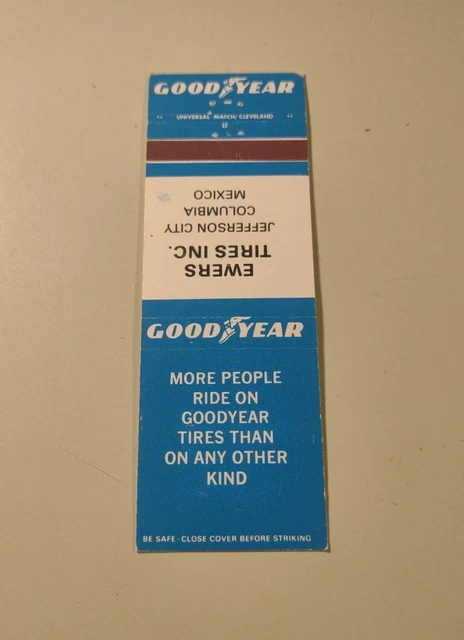 GOODYEAR
UNIVERSAL MATCH, CLEVELAND
EWERS
TIRES INC.
JEFFERSON CITY
COLUMBIA
MEXICO
GOODYEAR
MORE PEOPLE
RIDE ON
GOODYEAR
TIRES THAN
ON ANY OTHER
KIND
BE SAFE - CLOSE COVER BEFORE STRIKING